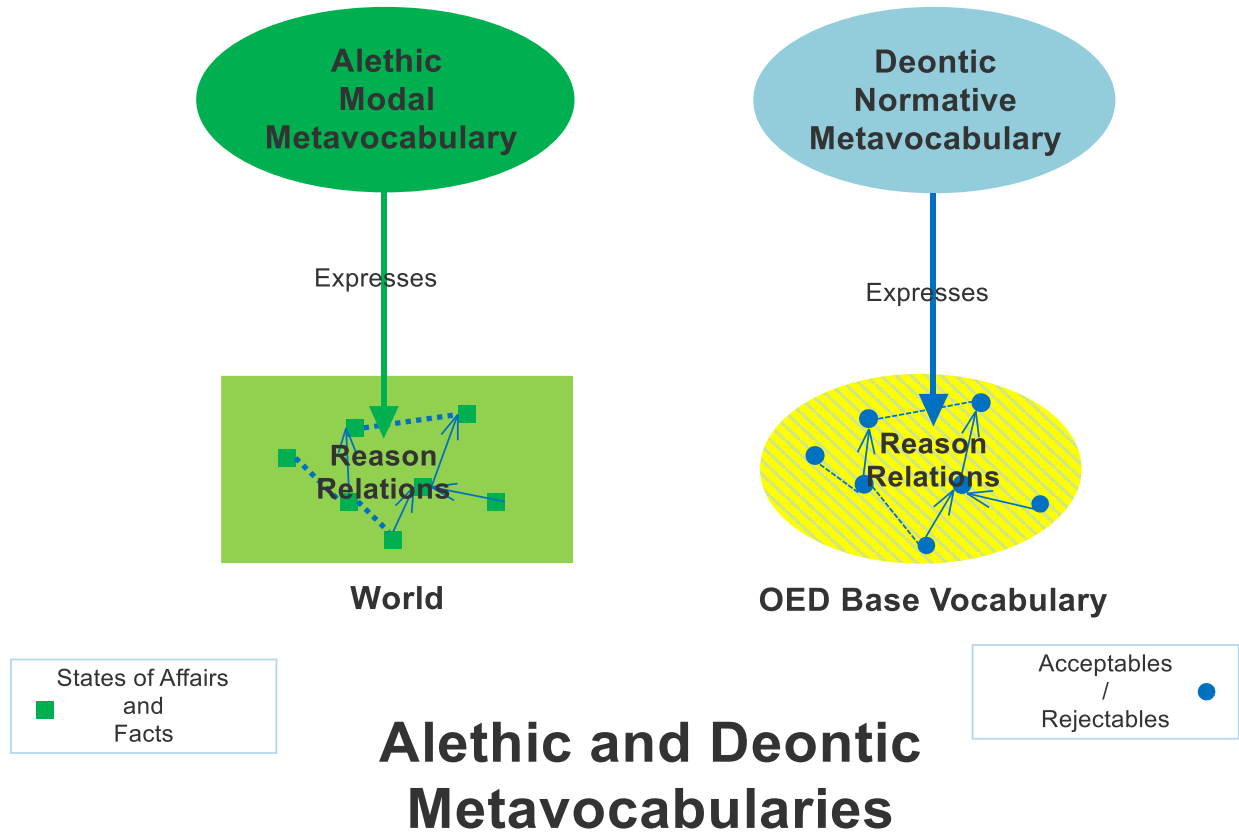 Alethic
Modal
Metavocabulary
Deontic
Normative
Metavocabulary
Expresses
Expresses
Reason
Relations
Reason
Relations
World
OED Base Vocabulary
States of Affairs
and
Facts
Acceptables
/
Rejectables
Alethic and Deontic
Metavocabularies